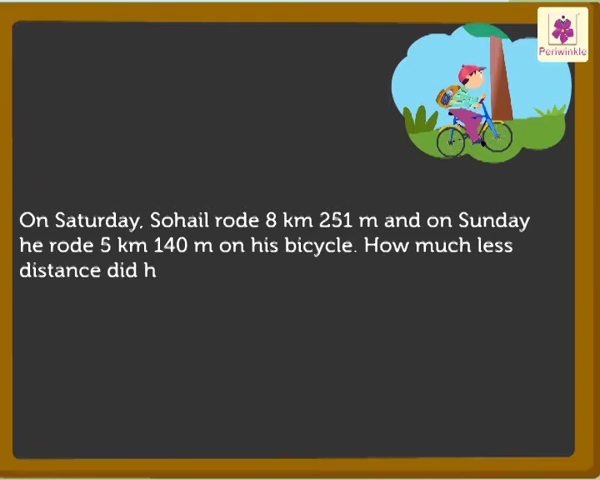 Periwinkle
On Saturday, Sohail rode 8 km 251 m and on Sunday
he rode 5 km 140 m on his bicycle. How much less
distance did h